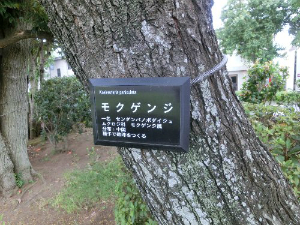 Koelreuteria paniculata
モクゲンジ
一名 センダンバノボダイジュ
ムクロジ科 モクゲンジ属
分布：中国
種子で数珠をつくる